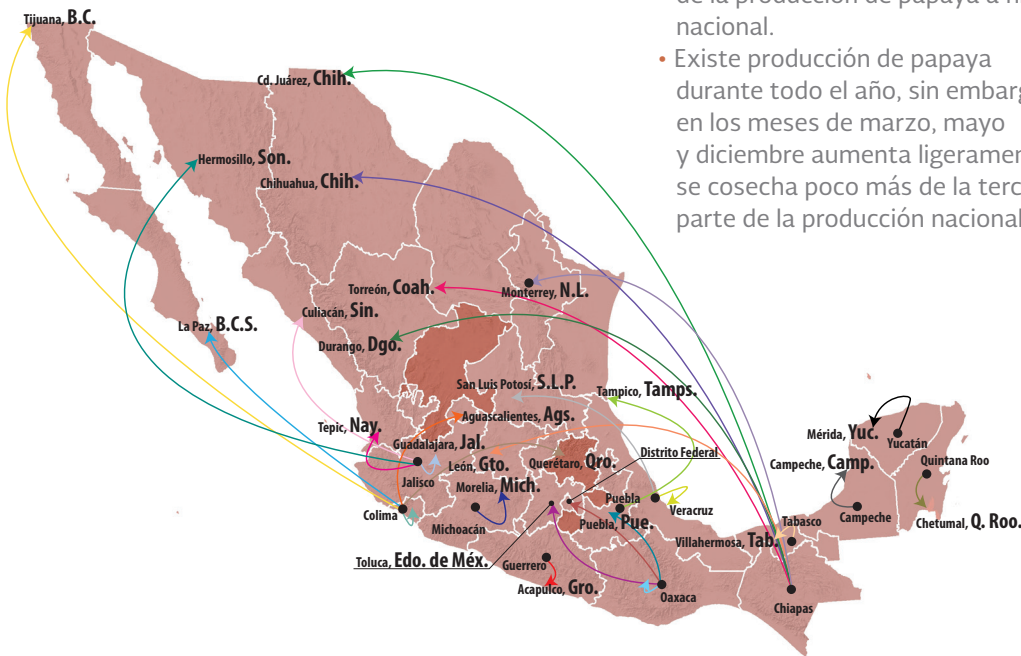 de la producción de papaya a
nacional.
• Existe producción de papaya
durante todo el año, sin
en los meses de marzo, mayo
y diciembre aumenta
se cosecha poco más de la
parte de la producción nacional
Tijuana, B.C.
Cd. Juárez, Chih.
Hermosillo, Son.
Chihuahua, Chih.
Torreón, Coah.
Monterrey, N.L.
Culiacán, Sin.
La Paz, B.C.S.
Durango, Dgo.
San Luis Potosí, S.L.P.
Tampico, Tamps.
Aguascalientes, Ags.
Tepic, Nay.
Guadalajara, Jal.
León, Gto.
Querétaro, Qro.
Distrito Federal
Mérida, Yuc.
Yucatán
Campeche, Camp.
Quintana Roo
Jalisco
Morelia, Mich.
Puebla
Veracruz
Colima
Michoacán
Puebla, Pue.
Tabasco
Campeche
Chetumal, Q. Roo.
Villahermosa, Tab.
Toluca, Edo. de Méx.
Guerrero
Acapulco, Gro.
Oaxaca
Chiapas